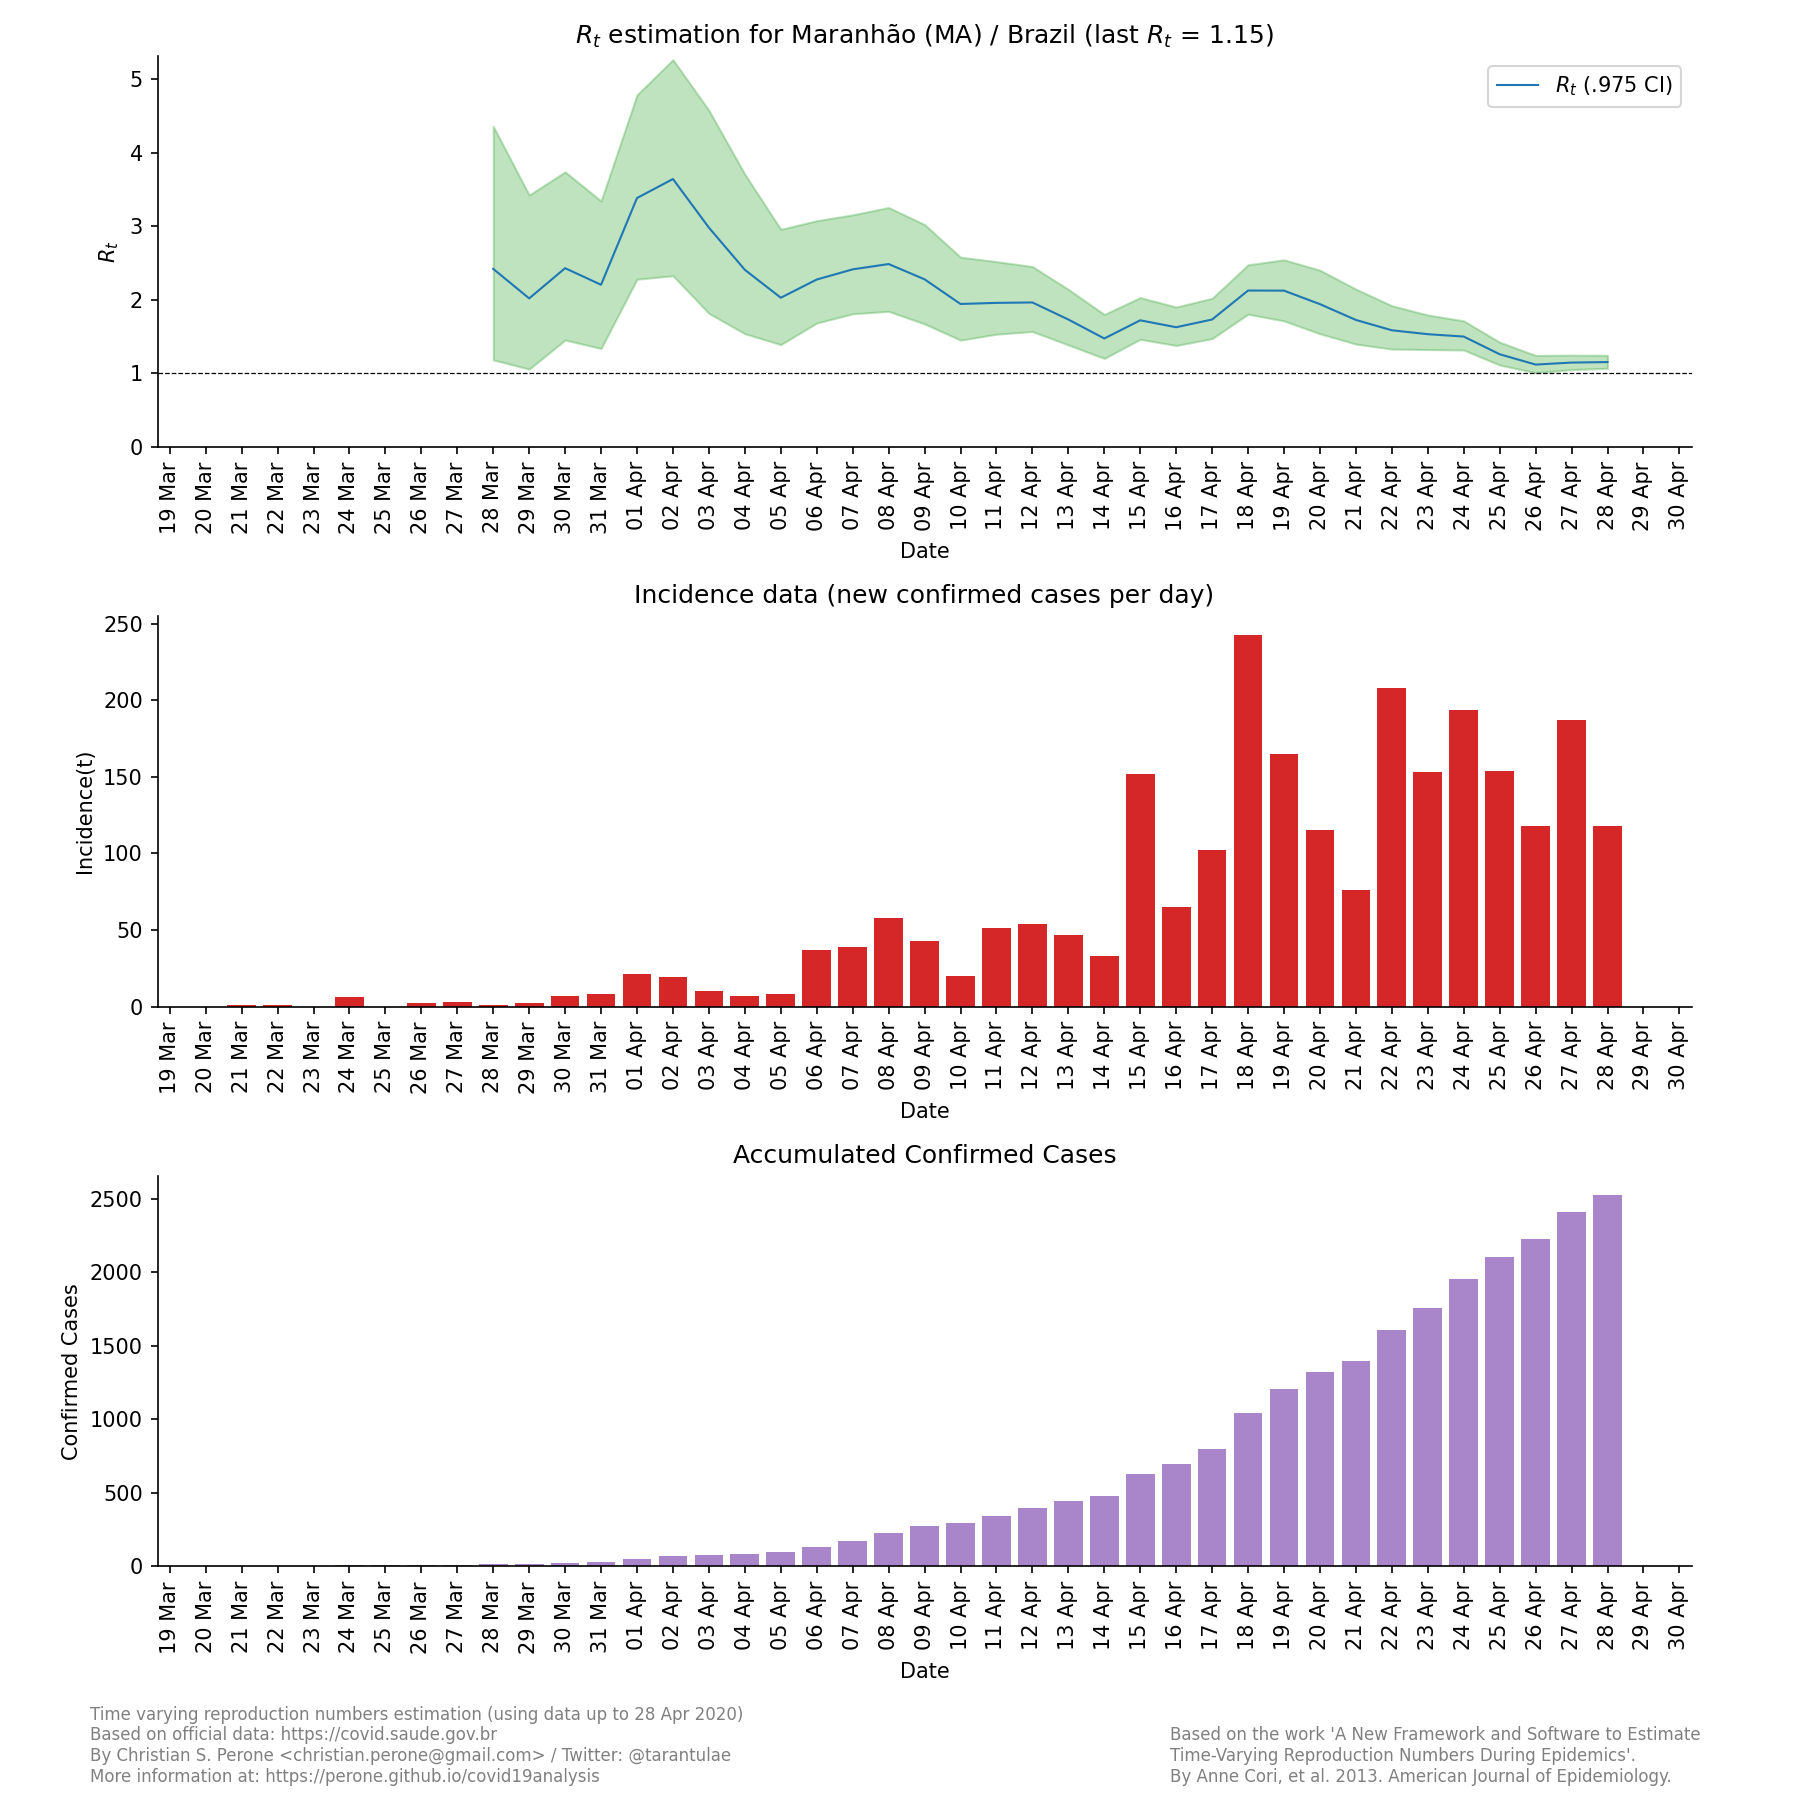 Rt estimation for Maranhão (MA) / Brazil (last Rt = 1.15)
Rt (.975 CI)
Rt
5
4
3
2
1
0
19 Mar 20 Mar 21 Mar 22 Mar 23 Mar 24 Mar 25 Mar 26 Mar 27 Mar 28 Mar 29 Mar 30 Mar 31 Mar 01 Apr 02 Apr 03 Apr 04 Apr 05 Apr 06 Apr 07 Apr 08 Apr 09 Apr 10 Apr 11 Apr 12 Apr 13 Apr 14 Apr 15 Apr 16 Apr 17 Apr 18 Apr 19 Apr 20 Apr 21 Apr 22 Apr 23 Apr 24 Apr 25 Apr 26 Apr 27 Apr 28 Apr 29 Apr 30 Apr
Date
Incidence data (new confirmed cases per day)
Incidence(t)
250
200
150
100
50
0
19 Mar 20 Mar 21 Mar 22 Mar 23 Mar 24 Mar 25 Mar 26 Mar 27 Mar 28 Mar 29 Mar 30 Mar 31 Mar 01 Apr 02 Apr 03 Apr 04 Apr 05 Apr 06 Apr 07 Apr 08 Apr 09 Apr 10 Apr 11 Apr 12 Apr 13 Apr 14 Apr 15 Apr 16 Apr 17 Apr 18 Apr 19 Apr 20 Apr 21 Apr 22 Apr 23 Apr 24 Apr 25 Apr 26 Apr 27 Apr 28 Apr 29 Apr 30 Apr
Date
Accumulated Confirmed Cases
Confirmed Cases
2500
2000
1500
1000
500
0
19 Mar 20 Mar 21 Mar 22 Mar 23 Mar 24 Mar 25 Mar 26 Mar 27 Mar 28 Mar 29 Mar 30 Mar 31 Mar 01 Apr 02 Apr 03 Apr 04 Apr 05 Apr 06 Apr 07 Apr 08 Apr 09 Apr 10 Apr 11 Apr 12 Apr 13 Apr 14 Apr 15 Apr 16 Apr 17 Apr 18 Apr 19 Apr 20 Apr 21 Apr 22 Apr 23 Apr 24 Apr 25 Apr 26 Apr 27 Apr 28 Apr 29 Apr 30 Apr
Date
Time varying reproduction numbers estimation (using data up to 28 Apr 2020)
Based on official data: https://covid.saude.gov.br
By Christian S. Perone <christian.perone@gmail.com> / Twitter: @tarantulae
More information at: https://perone.github.io/covid19analysis
Based on the work 'A New Framework and Software to Estimate
Time-Varying Reproduction Numbers During Epidemics'.
By Anne Cori, et al. 2013. American Journal of Epidemiology.